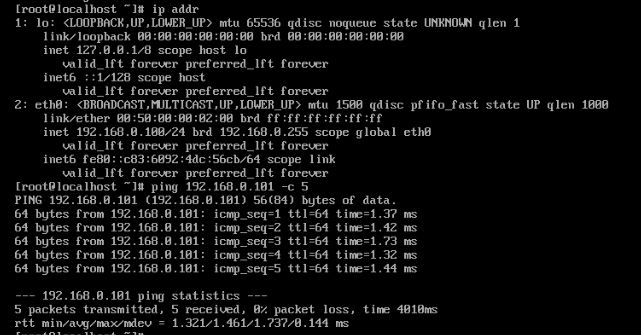 [root@localhost ~]# ip addr
1: lo: <LOOPBACK,UP,LOWER_UP> mtu 65536 qdisc noqueue state UNKNOWN qlen 1
link/loopback 00:00:00:00:00:00 brd 00:00:00:00:00:00
inet 127.0.0.1/8 scope host lo
valid_lft forever preferred_lft forever
inet6 ::1/128 scope host
valid_lft forever preferred_lft forever
2: eth0: <BROADCAST,MULTICAST,UP,LOWER_UP> mtu 1500 qdisc pfifo_fast state UP qlen 1000
link/ether 00:50:00:00:02:00 brd ff:ff:ff:ff:ff:ff
inet 192.168.0.100/24 brd 192.168.0.255 scope global eth0
valid_lft forever preferred_lft forever
inet6 fe80::c83:6092:4dc:56cb/64 scope link
valid_lft forever preferred_lft forever
[root@localhost ~]# ping 192.168.0.101 -c 5
PING 192.168.0.101 (192.168.0.101) 56(84) bytes of data.
64 bytes from 192.168.0.101: icmp_seq=1 ttl=64 time=1.37 ms
64 bytes from 192.168.0.101: icmp_seq=2 ttl=64 time=1.42 ms
64 bytes from 192.168.0.101: icmp_seq=3 ttl=64 time=1.73 ms
64 bytes from 192.168.0.101: icmp_seq=4 ttl=64 time=1.32 ms
64 bytes from 192.168.0.101: icmp_seq=5 ttl=64 time=1.44 ms
--- 192.168.0.101 ping statistics ---
5 packets transmitted, 5 received, 0% packet loss, time 4010ms
rtt min/avg/max/mdev = 1.321/1.461/1.737/0.144 ms
[root@localhost ~]#